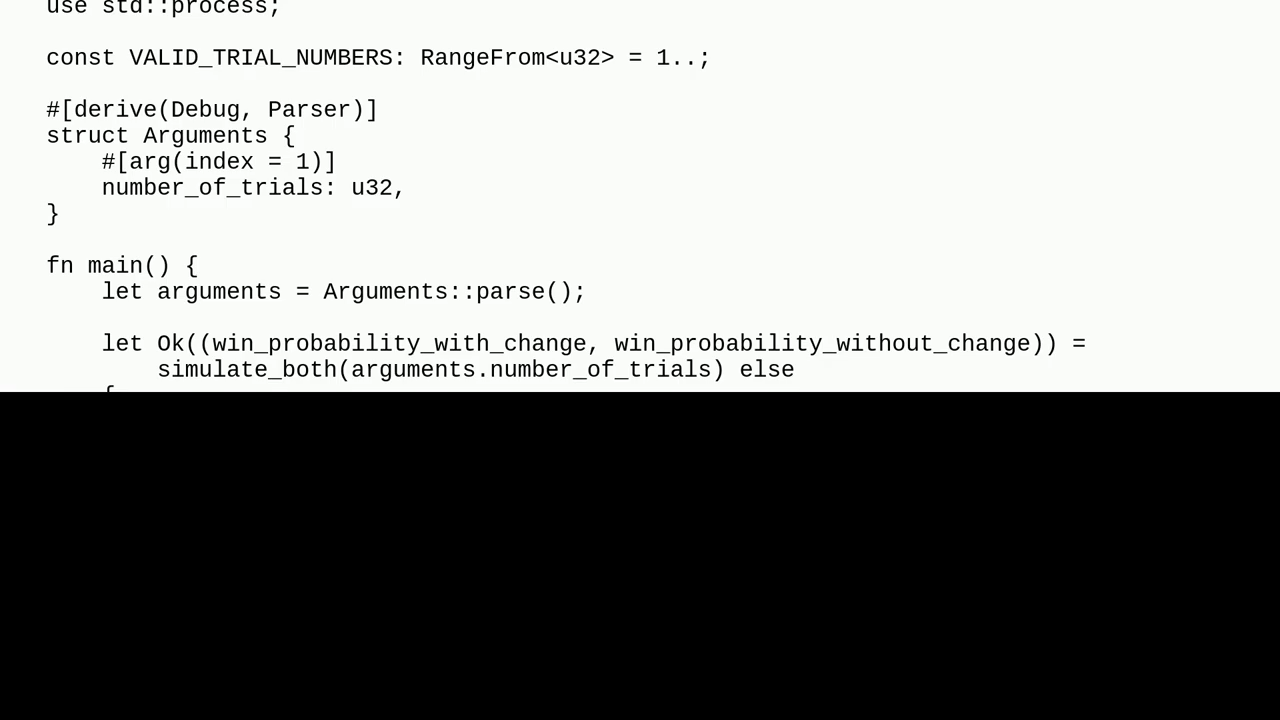 use std::process;

const VALID_TRIAL_NUMBERS: RangeFrom<u32> = 1..;

#[derive(Debug, Parser)]
struct Arguments {
    #[arg(index = 1)]
    number_of_trials: u32,
}

fn main() {
    let arguments = Arguments::parse();

    let Ok((win_probability_with_change, win_probability_without_change)) =
        simulate_both(arguments.number_of_trials) else
    {